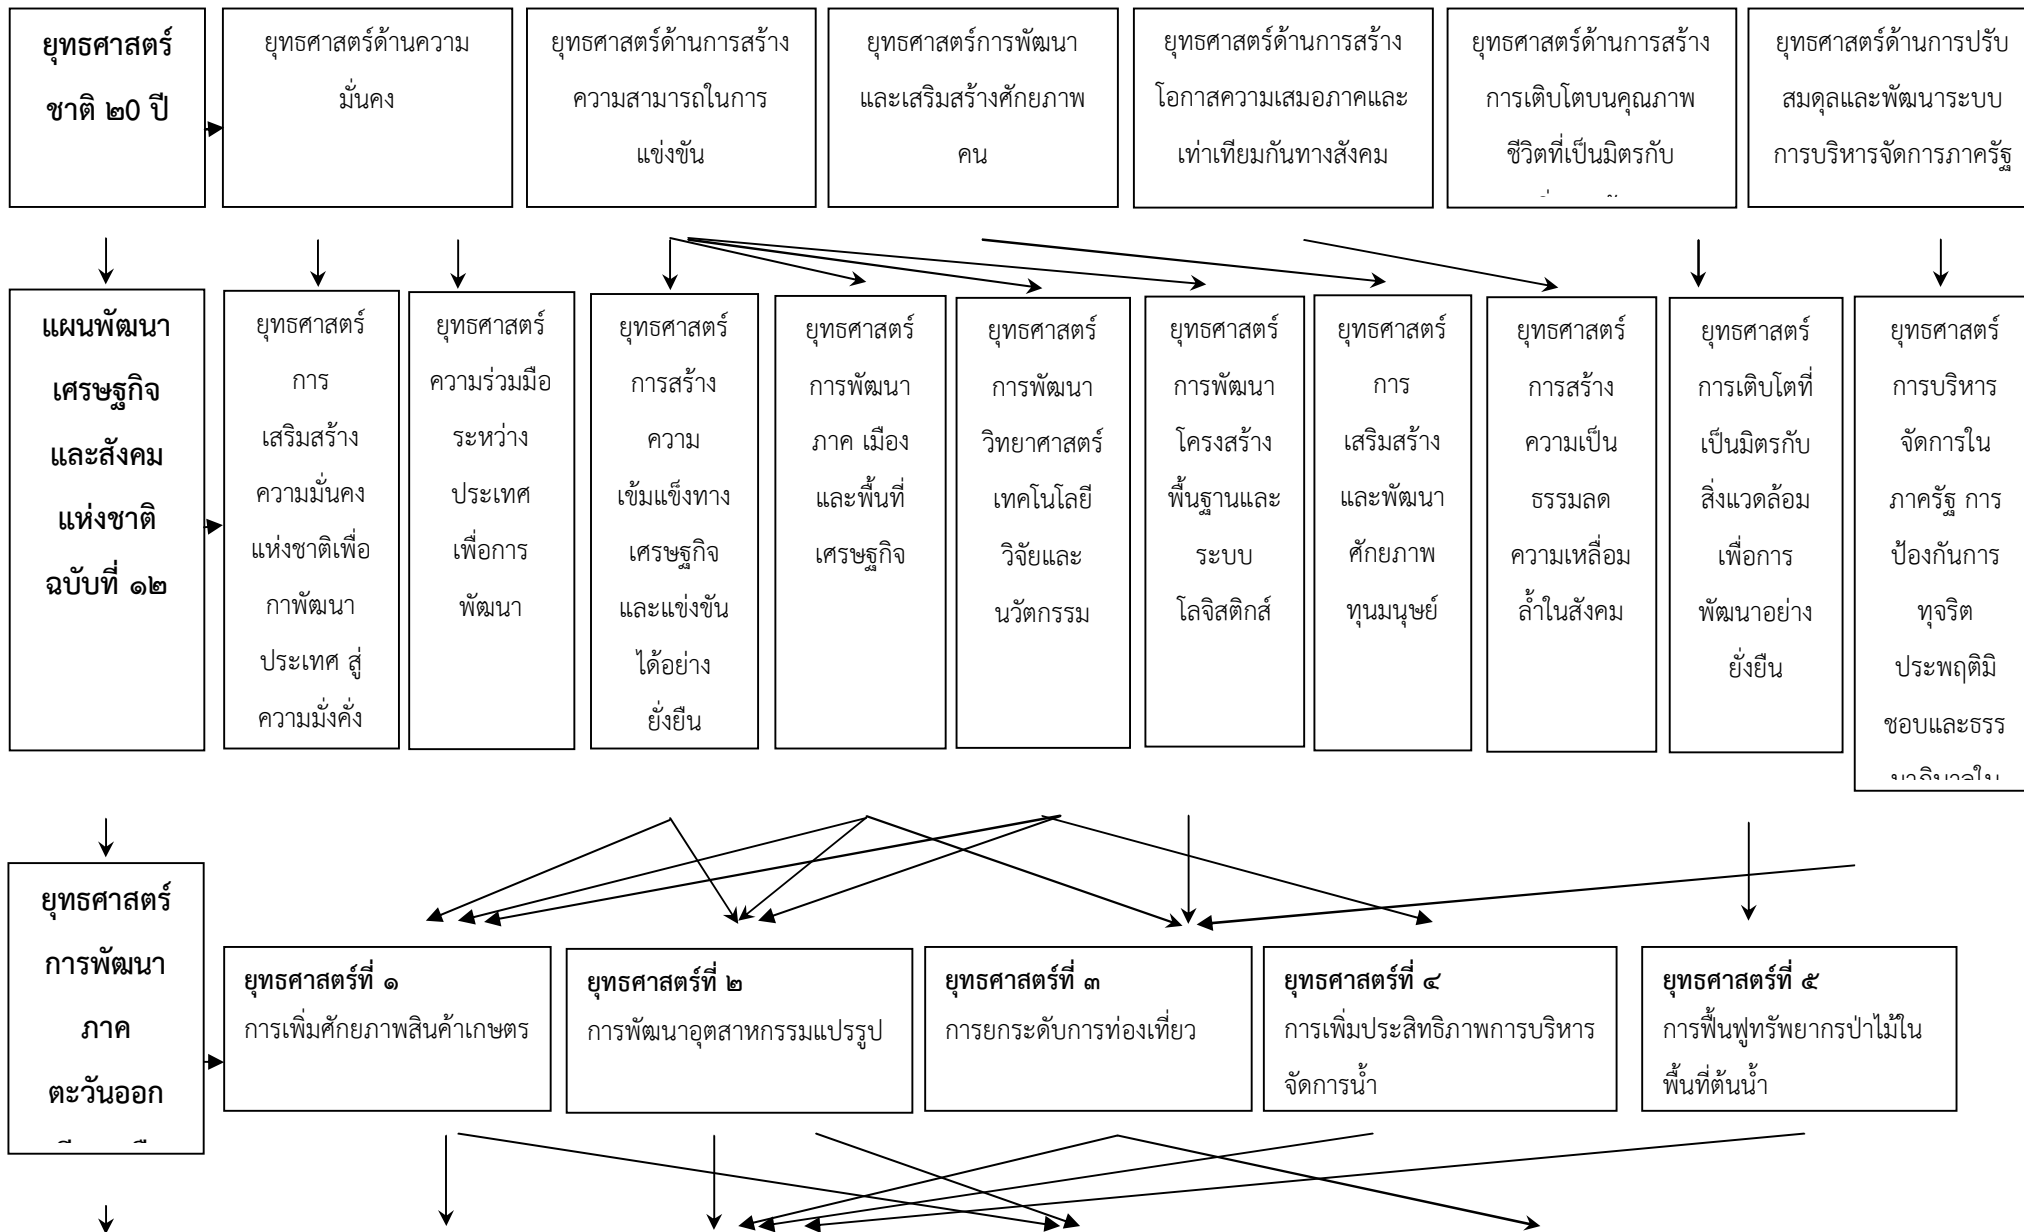 ยุทธศาสตร์
ชาติ ๒๐ ปี
ยุทธศาสตร์ด้านความ
มั่นคง
ยุทธศาสตร์ด้านการสร้าง
ความสามารถในการ
แข่งขัน
ยุทธศาสตร์การพัฒนา
และเสริมสร้างศักยภาพ
คน
ยุทธศาสตร์ด้านการสร้าง
โอกาสความเสมอภาคและ
เท่าเทียมกันทางสังคม
ยุทธศาสตร์ด้านการสร้าง
การเติบโตบนคุณภาพ
ชีวิตที่เป็นมิตรกับ
ยุทธศาสตร์ด้านการปรับ
สมดุลและพัฒนาระบบ
การบริหารจัดการภาครัฐ
แผนพัฒนา
เศรษฐกิจ
และสังคม
แห่งชาติ
ฉบับที่ ๑๒
ยุทธศาสตร์
การ
เสริมสร้าง
ความมั่นคง
แห่งชาติเพื่อ
กาพัฒนา
ประเทศ สู่
ความมั่งคั่ง
ยุทธศาสตร์
ความร่วมมือ
ระหว่าง
ประเทศ
เพื่อการ
พัฒนา
ยุทธศาสตร์
การสร้าง
ความ
เข้มแข็งทาง
เศรษฐกิจ
และแข่งขัน
ได้อย่าง
ยั่งยืน
ยุทธศาสตร์
การพัฒนา
ภาค เมือง
และพื้นที่
เศรษฐกิจ
ยุทธศาสตร์
การพัฒนา
วิทยาศาสตร์
เทคโนโลยี
วิจัยและ
นวัตกรรม
ยุทธศาสตร์
การพัฒนา
โครงสร้าง
พื้นฐานและ
ระบบ
โลจิสติกส์
ยุทธศาสตร์
การ
เสริมสร้าง
และพัฒนา
ศักยภาพ
ทุนมนุษย์
ยุทธศาสตร์
การสร้าง
ความเป็น
ธรรมลด
ความเหลื่อม
ล้ำในสังคม
ยุทธศาสตร์
การเติบโตที่
เป็นมิตรกับ
สิ่งแวดล้อม
เพื่อการ
พัฒนาอย่าง
ยั่งยืน
ยุทธศาสตร์
การบริหาร
จัดการใน
ภาครัฐ การ
ป้องกันการ
ทุจริต
ประพฤติมิ
ชอบและธรร
ยุทธศาสตร์
การพัฒนา
ภาค
ตะวันออก
ยุทธศาสตร์ที่ ๑
การเพิ่มศักยภาพสินค้าเกษตร
ยุทธศาสตร์ที่ ๒
การพัฒนาอุตสาหกรรมแปรรูป
ยุทธศาสตร์ที่ ๓
การยกระดับการท่องเที่ยว
ยุทธศาสตร์ที่ ๔
การเพิ่มประสิทธิภาพการบริหาร
จัดการน้ำ
ยุทธศาสตร์ที่ ๕
การฟื้นฟูทรัพยากรป่าไม้ใน
พื้นที่ต้นน้ำ